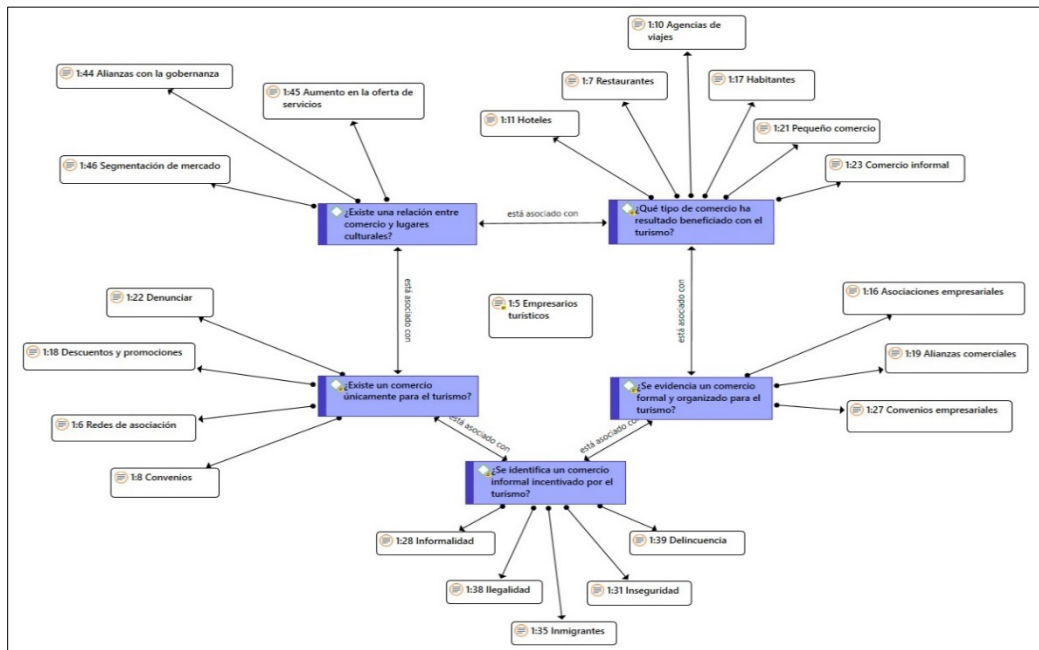 1:10 Agencias de
viajes
1:44 Alianzas con la gobernanza
1:45 Aumento en la oferta de
servicios
1:7 Restaurantes
1:17 Habitantes
1:11 Hoteles
1:21 Pequeño comercio
1:46 Segmentación de mercado
1:23 Comercio informal
¿Existe una relación entre
comercio y lugares
culturales?
está asociado con
¿Qué tipo de comercio ha
resultado beneficiado con el
turismo?
está asociado con
está asociado con
1:22 Denunciar
1:5 Empresarios
turísticos
1:16 Asociaciones empresariales
1:18 Descuentos y promociones
1:19 Alianzas comerciales
¿Existe un comercio
únicamente para el turismo?
¿Se evidencia un comercio
formal y organizado para el
turismo?
1:27 Convenios empresariales
1:6 Redes de asociación
está asociado con
está asociado con
1:8 Convenios
¿Se identifica un comercio
informal incentivado por el
turismo?
1:28 Informalidad
1:39 Delincuencia
1:38 Ilegalidad
1:31 Inseguridad
1:35 Inmigrantes